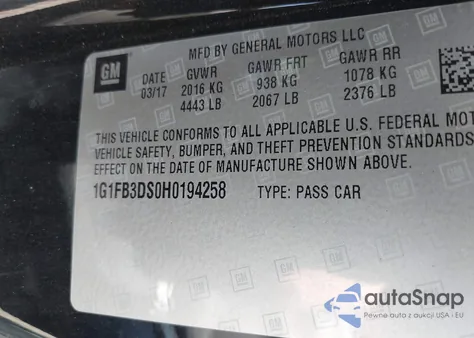 MFD BY GENERAL MOTORS LLC
GM
DATE GVWR GAWR FRT GAWR RR
03/17 2016 KG 938 KG 1078 KG
4443 LB 2067 LB 2376 LB
THIS VEHICLE CONFORMS TO ALL APPLICABLE U.S. FEDERAL MOT
VEHICLE SAFETY, BUMPER, AND THEFT PREVENTION STANDARDS
EFFECT ON THE DATE OF MANUFACTURE SHOWN ABOVE.
1G1FB3DS0H0194258 TYPE: PASS CAR
autoSnap
Pewne auta z aukcji USA i EU